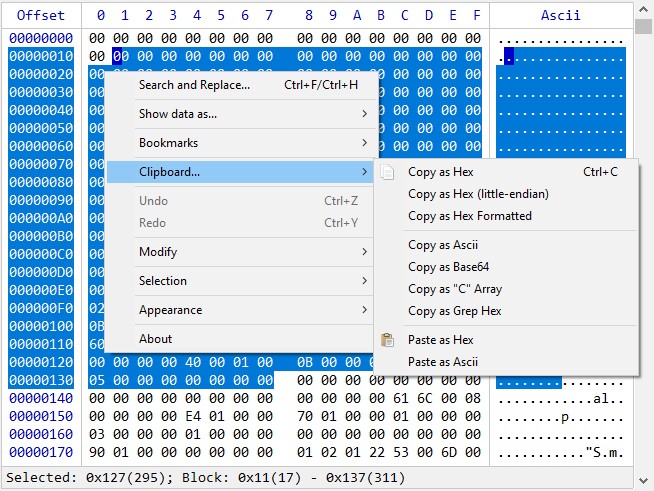 Offset 0 1 2 3 4 5 6 7 8 9 A B C D E F Ascii
00000000 00 00 00 00 00 00 00 00 00 00 00 00 00 00 00 00 ................
00000010 00 00 00 00 00 00 00 00 00 00 00 00 00 00 00 00 ................
00000020 00 00 00 00 ................
00000030 00 00 00 00 00 ................
00000040 00 00 00 00 00 ................
00000050 00 00 00 00 00 ................
00000060 00 00 00 00 00 ................
00000070 00
00000080 00
00000090 00
000000A0 00
000000B0 00
000000C0 00
000000D0 00
000000E0 00
000000F0 02
00000100 0B
00000110 60
00000120 00 00 00 00 40 00 01 00 0B 00 00
00000130 05 00 00 00 00 00 00 00 00 00 00 00 00 00 00 00
00000140 00 00 00 00 00 00 00 00 00 00 00 00 61 6C 00 08 ............al..
00000150 00 00 00 00 E4 01 00 00 70 01 00 00 01 00 00 00 ........p.......
00000160 03 00 00 00 01 00 00 00 00 00 00 00 00 00 00 00 ................
00000170 90 01 00 00 00 00 00 00 01 02 01 22 53 00 6D 00 ..........."S.m.
Search and Replace... Ctrl+F/Ctrl+H
Show data as...
Bookmarks
Clipboard...
Undo Ctrl+Z
Redo Ctrl+Y
Modify
Selection
Appearance
About
Copy as Hex Ctrl+C
Copy as Hex (little-endian)
Copy as Hex Formatted
Copy as Ascii
Copy as Base64
Copy as "C" Array
Copy as Grep Hex
Paste as Hex
Paste as Ascii
Selected: 0x127(295); Block: 0x11(17) - 0x137(311)